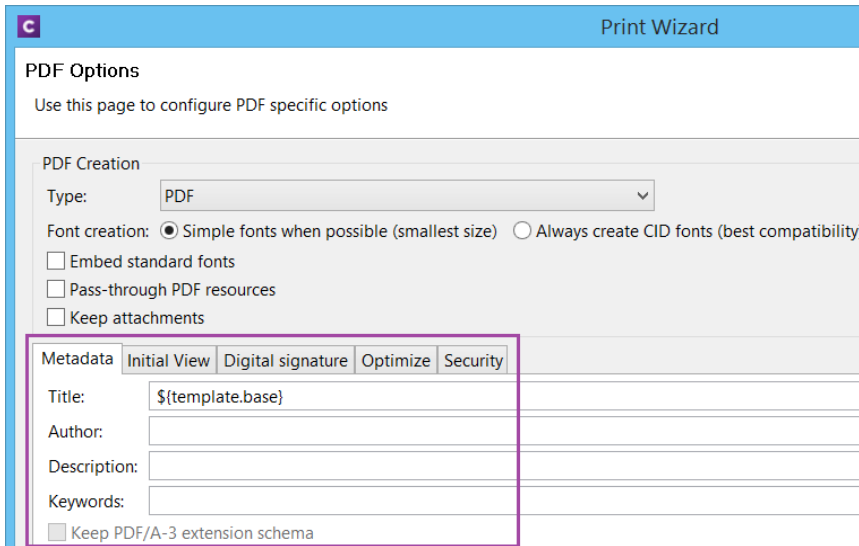 C
Print Wizard
PDF Options
Use this page to configure PDF specific options
PDF Creation
Type: PDF
Font creation: Simple fonts when possible (smallest size) Always create CID fonts (best compatibility
Embed standard fonts
Pass-through PDF resources
Keep attachments
Metadata Initial View Digital signature Optimize Security
Title: ${template.base}
Author:
Description:
Keywords:
Keep PDF/A-3 extension schema